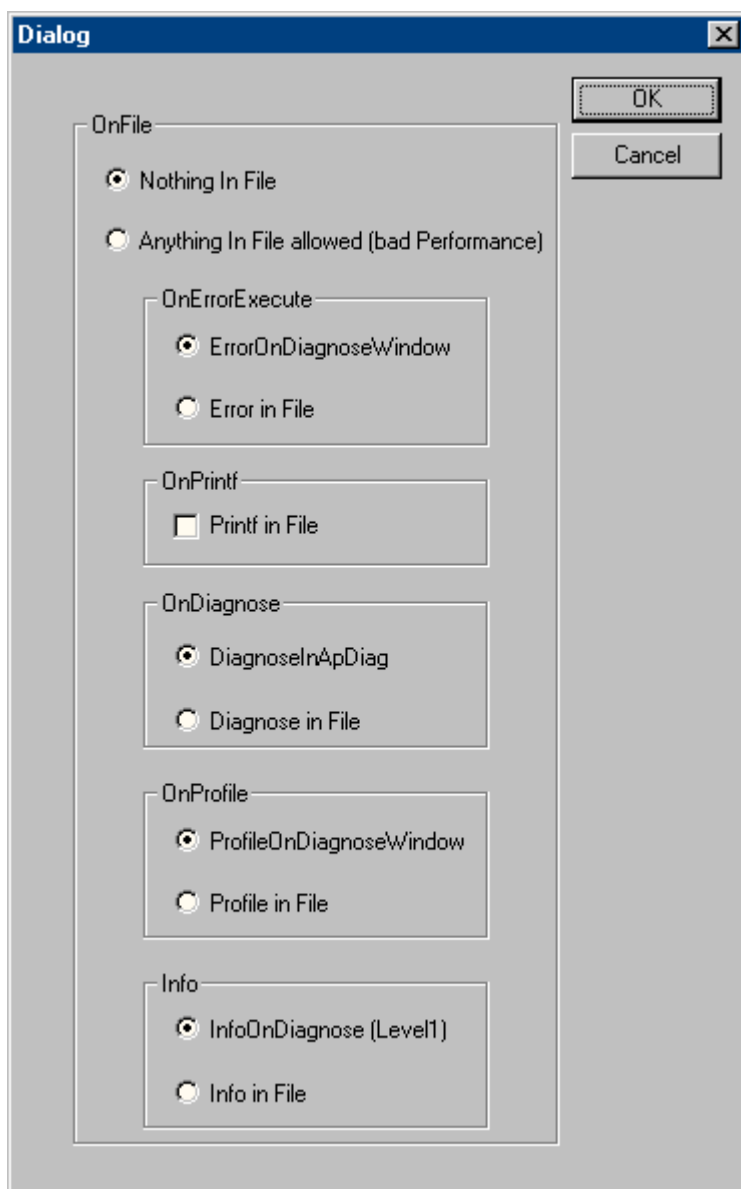 Dialog
OK
Cancel
OnFile
Nothing In File
Anything In File allowed (bad Performance)
OnErrorExecute
ErrorOnDiagnoseWindow
Error in File
OnPrintf
Printf in File
OnDiagnose
DiagnoseInApDiag
Diagnose in File
OnProfile
ProfileOnDiagnoseWindow
Profile in File
Info
InfoOnDiagnose (Level1)
Info in File